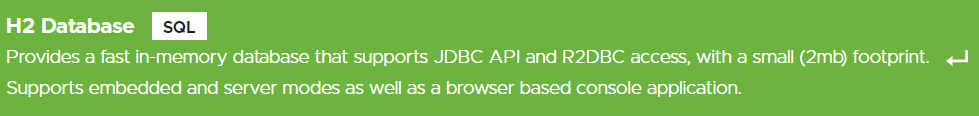 H2 Database SQL
Provides a fast in-memory database that supports JDBC API and R2DBC access, with a small (2mb) footprint.
Supports embedded and server modes as well as a browser based console application.